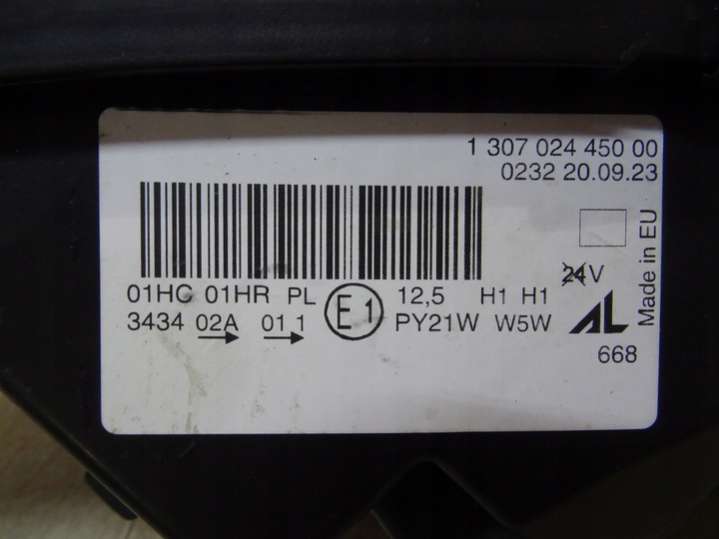 1 307 024 450 00
0232 20.09.23
24V
Made in EU
01HC 01HR PL E1 12,5 H1 H1
3434 02A 01 1 PY21W W5W
AL
668